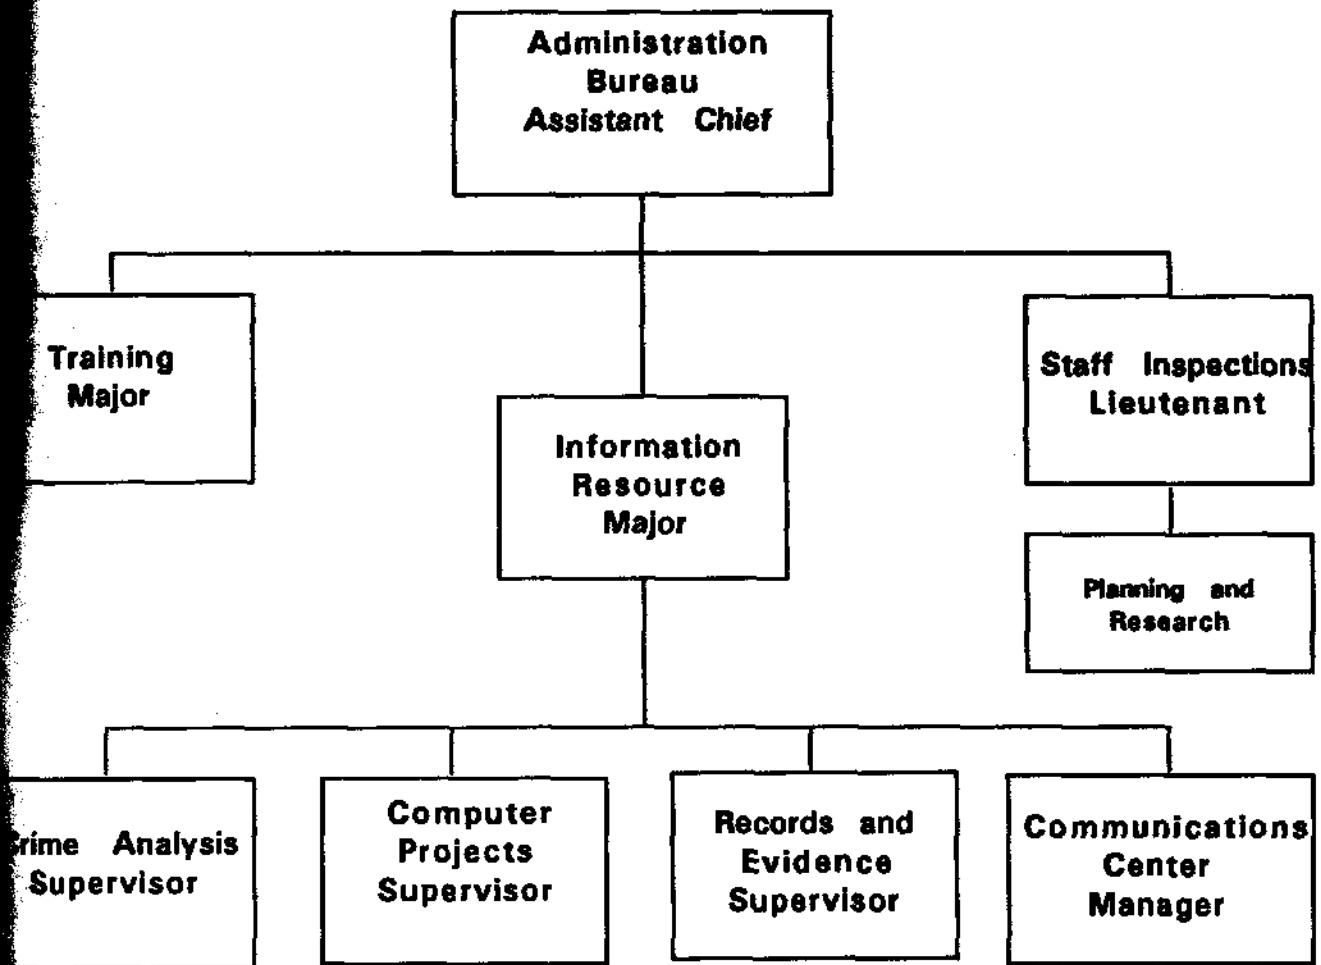 Administration
Bureau
Assistant Chief
Training
Major
Staff Inspections
Lieutenant
Information
Resource
Major
Planning and
Research
Crime Analysis
Supervisor
Computer
Projects
Supervisor
Records and
Evidence
Supervisor
Communications
Center
Manager